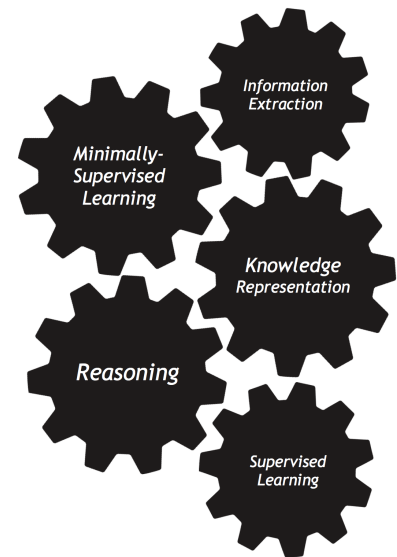 Information
Extraction
Minimally-
Supervised
Learning
Knowledge
Representation
Reasoning
Supervised
Learning